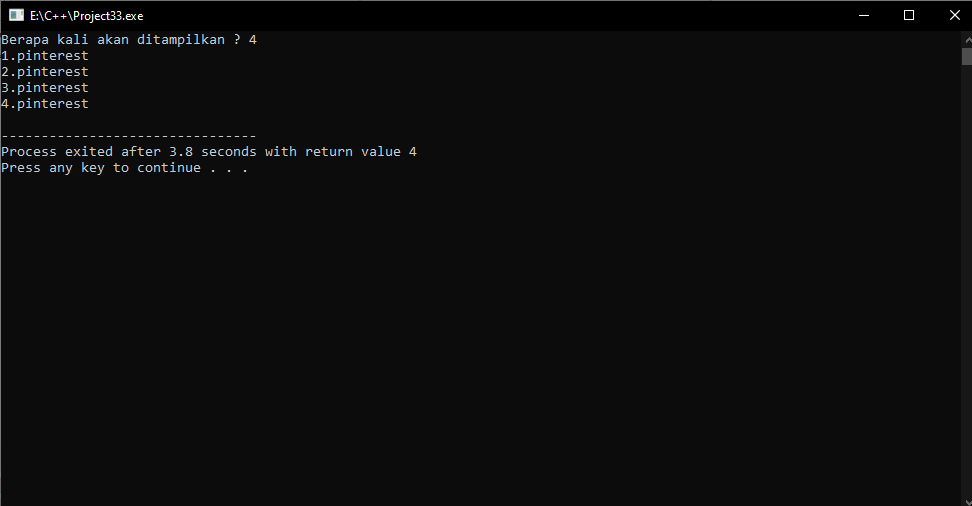 E:\C++\Project33.exe
Berapa kali akan ditampilkan ? 4
1.pinterest
2.pinterest
3.pinterest
4.pinterest
--------------------------------
Process exited after 3.8 seconds with return value 4
Press any key to continue . . .